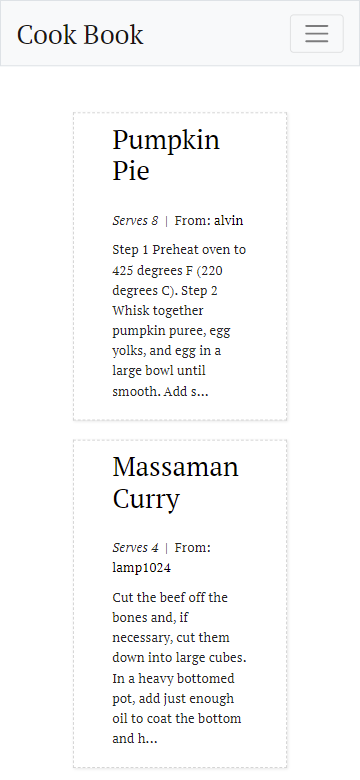 Cook Book
Pumpkin
Pie
Serves 8 | From: alvin
Step 1 Preheat oven to
425 degrees F (220
degrees C). Step 2
Whisk together
pumpkin puree, egg
yolks, and egg in a
large bowl until
smooth. Add s...
Massaman
Curry
Serves 4 | From:
lamp1024
Cut the beef off the
bones and, if
necessary, cut them
down into large cubes.
In a heavy bottomed
pot, add just enough
oil to coat the bottom
and h...